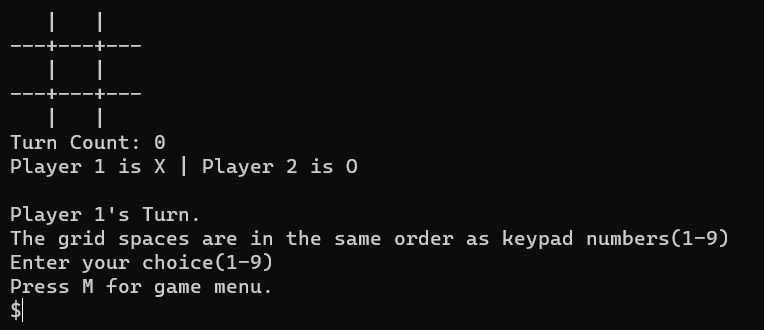 |   |
---+---+---
   |   |
---+---+---
   |   |
Turn Count: 0
Player 1 is X | Player 2 is O

Player 1's Turn.
The grid spaces are in the same order as keypad numbers(1-9)
Enter your choice(1-9)
Press M for game menu.
$